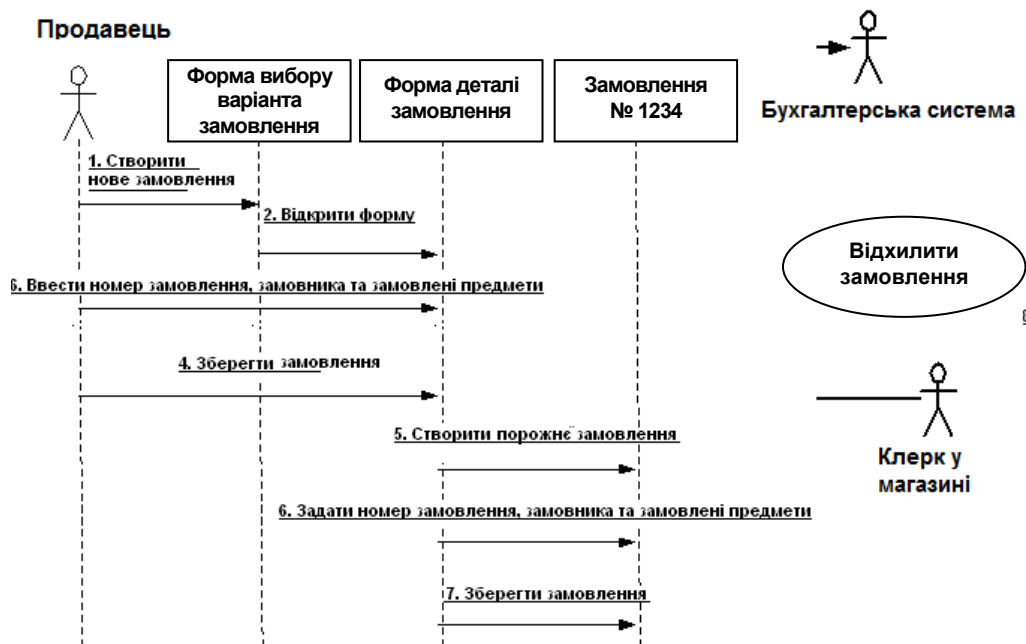 Продавець
Форма вибору
варіанта
замовлення
Форма деталі
замовлення
Замовлення
№ 1234
Бухгалтерська система
1. Створити
нове замовлення
2. Відкрити форму
Відхилити
замовлення
6. Ввести номер замовлення, замовника та замовлені предмети
4. Зберегти замовлення
5. Створити порожнє замовлення
Клерк у
магазині
6. Задати номер замовлення, замовника та замовлені предмети
7. Зберегти замовлення